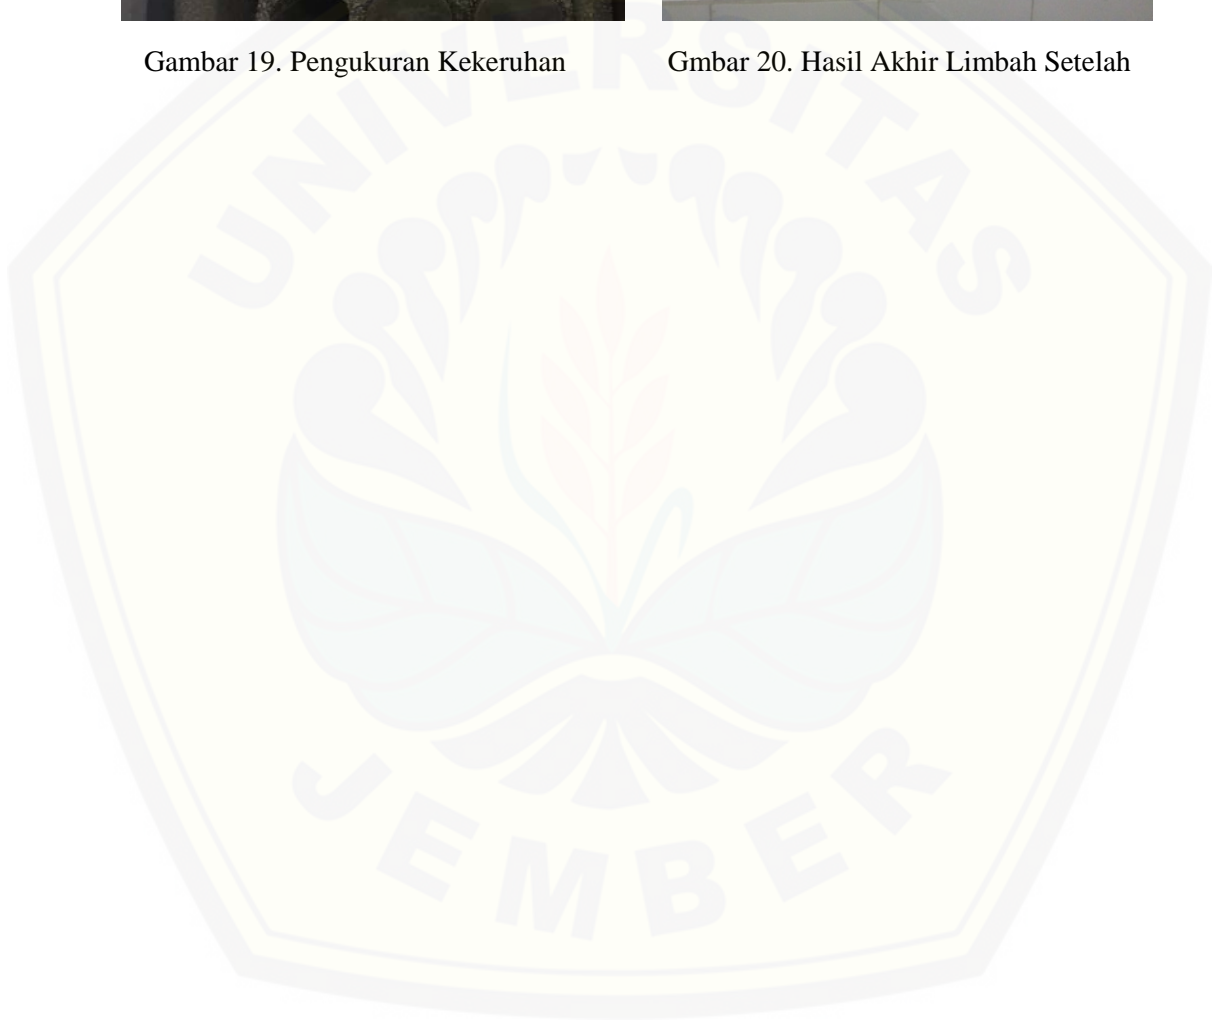 Gambar 19. Pengukuran Kekeruhan
Gmbar 20. Hasil Akhir Limbah Setelah
UNIVERSITAS
JEMBER